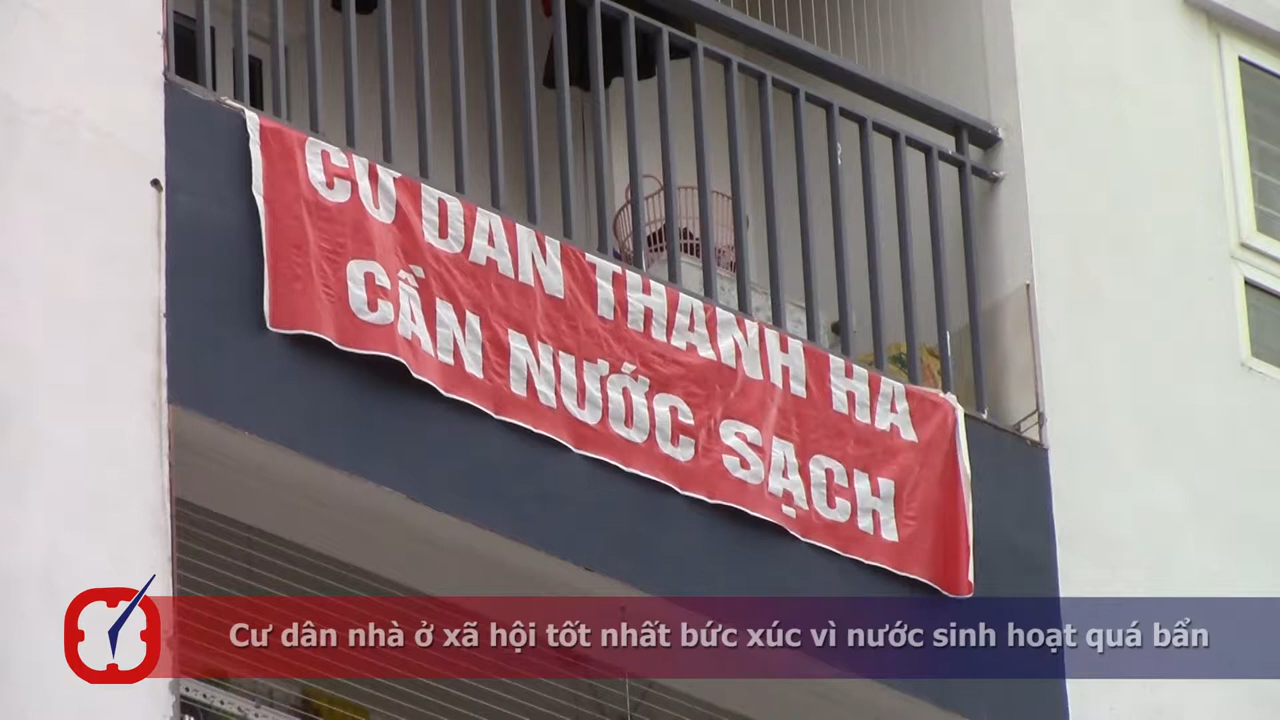 CƯ DÂN THANH HÀ
CẦN NƯỚC SẠCH
Cư dân nhà ở xã hội tốt nhất bức xúc vì nước sinh hoạt quá bẩn